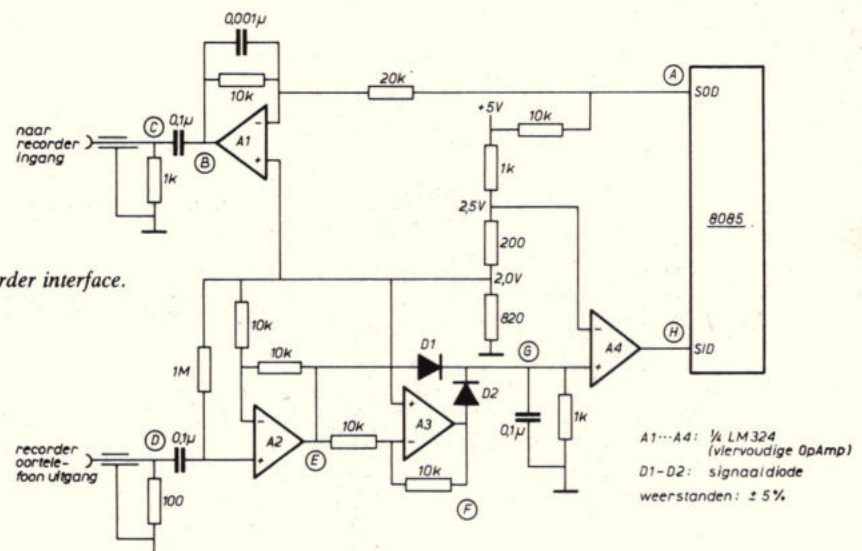 0,001µ
10k
20k
A
SOD
+5V
10k
naar
recorder
ingang
C
0,1µ
B
A1
-
+
1k
1k
2,5V
8085
200
rder interface.
2,0V
820
10k
10k
D1
G
-
A4
+
H
SID
1M
D2
+
A3
-
0,1µ
1k
recorder
oortele-
foon uitgang
D
0,1µ
-
A2
+
E
10k
10k
F
100
A1...A4: ¼ LM324
(viervoudige OpAmp)
D1-D2: signaaldiode
weerstanden: ± 5%